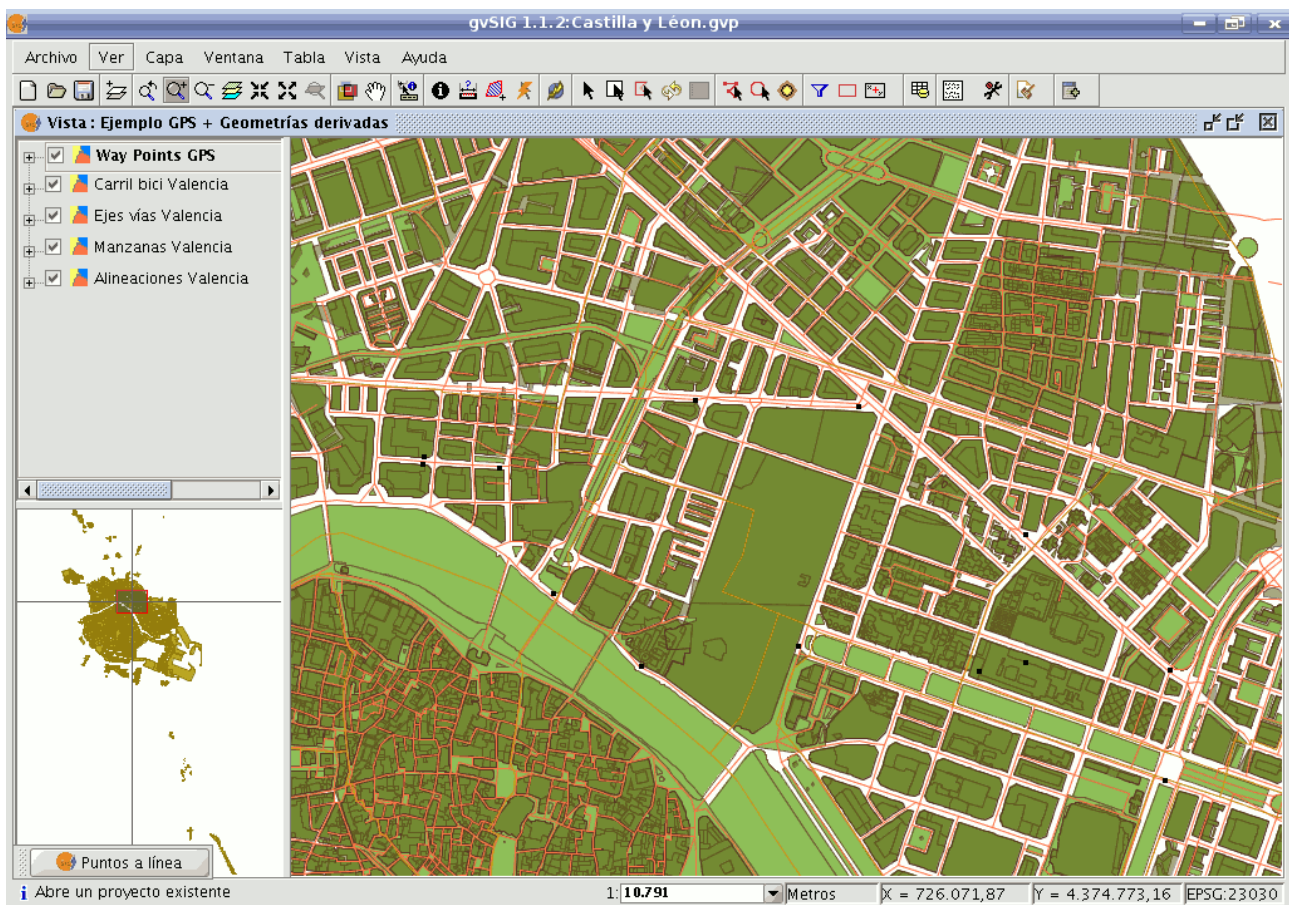 gvSIG 1.1.2:Castilla y Léon.gvp
Archivo Ver Capa Ventana Tabla Vista Ayuda
Vista : Ejemplo GPS + Geometrías derivadas
Way Points GPS
Carril bici Valencia
Ejes vías Valencia
Manzanas Valencia
Alineaciones Valencia
Puntos a línea
Abre un proyecto existente
1: 10.791
Metros
X = 726.071,87
Y = 4.374.773,16
EPSG:23030